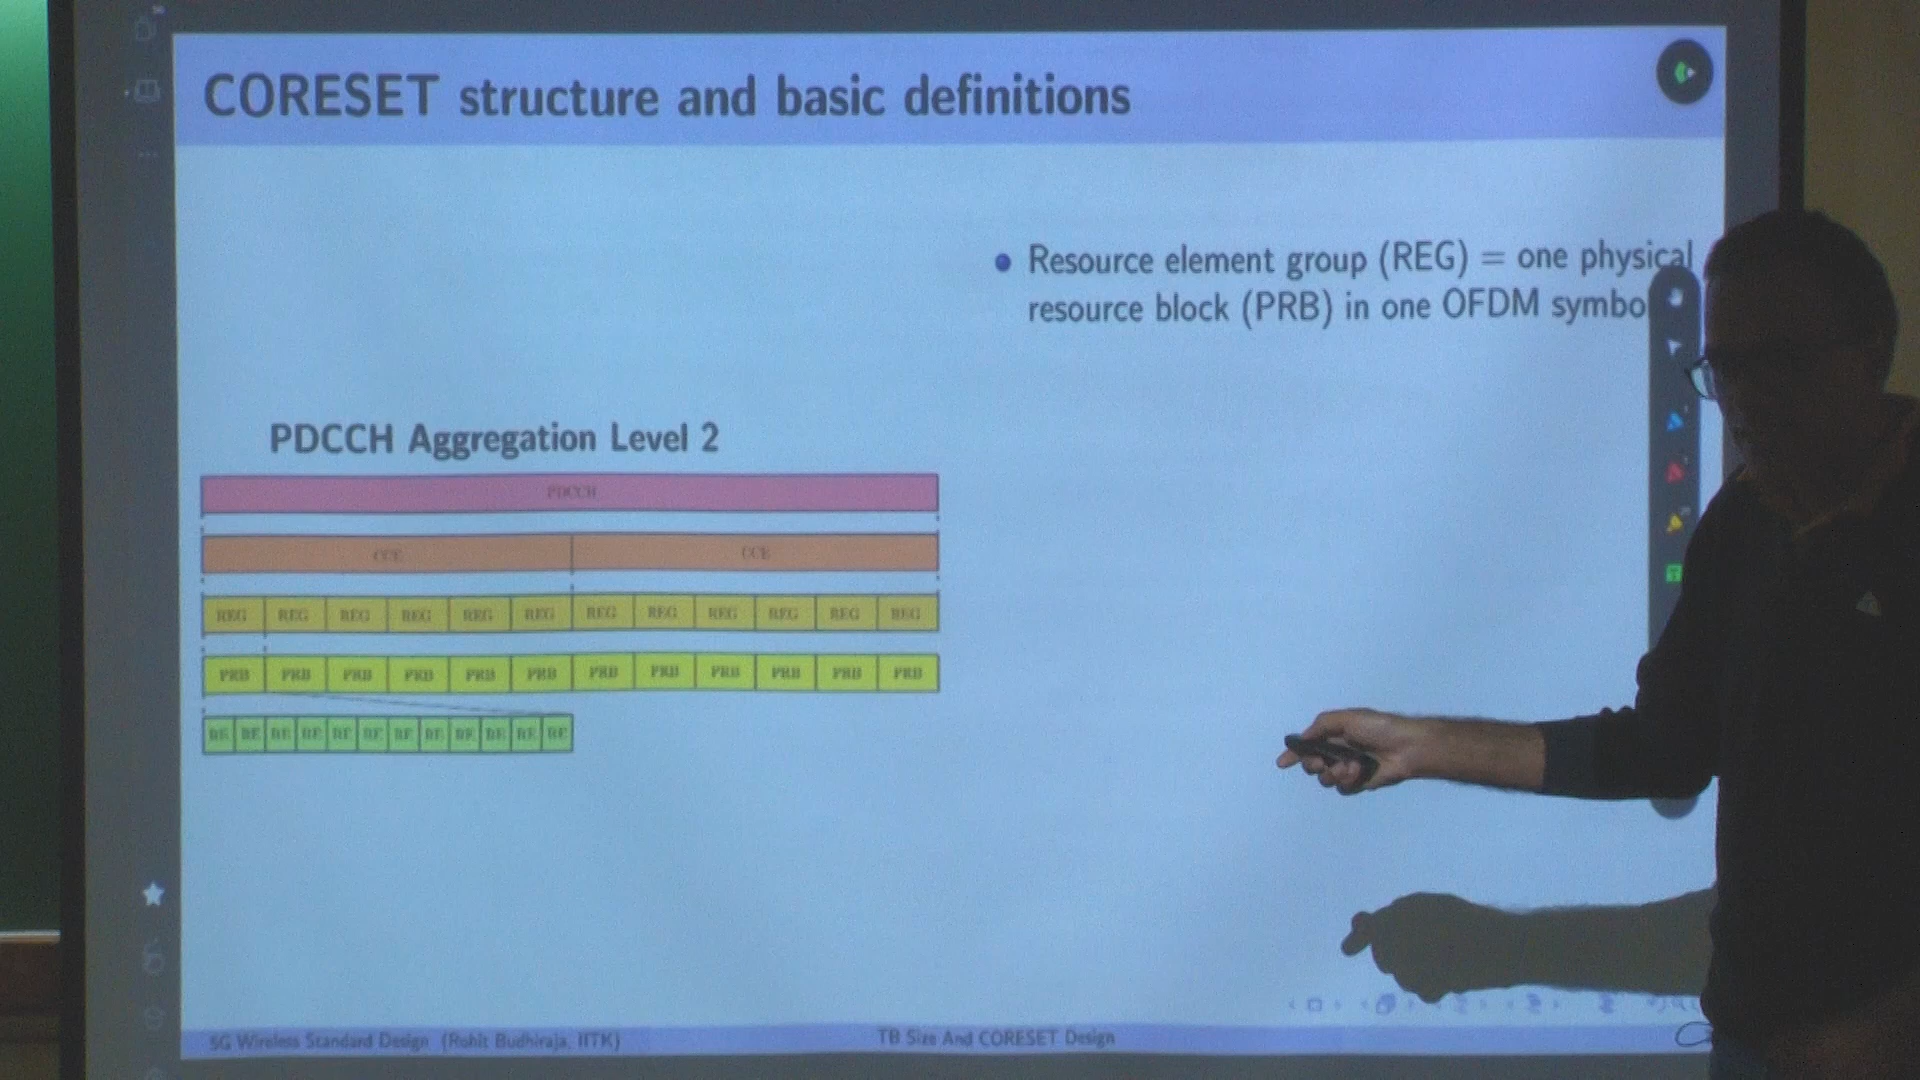 CORESET structure and basic definitions
Resource element group (REG) = one physical
resource block (PRB) in one OFDM symbo
PDCCH Aggregation Level 2
PDCCH
CCE CCE
REG REG REG REG REG REG REG REG REG REG REG REG
PRB PRB PRB PRB PRB PRB PRB PRB PRB PRB PRB PRB
RE RE RE RE RE RE RE RE RE RE RE RE
5G Wireless Standard Design (Rohit Budhiraja, IITK) TB Size And CORESET Design